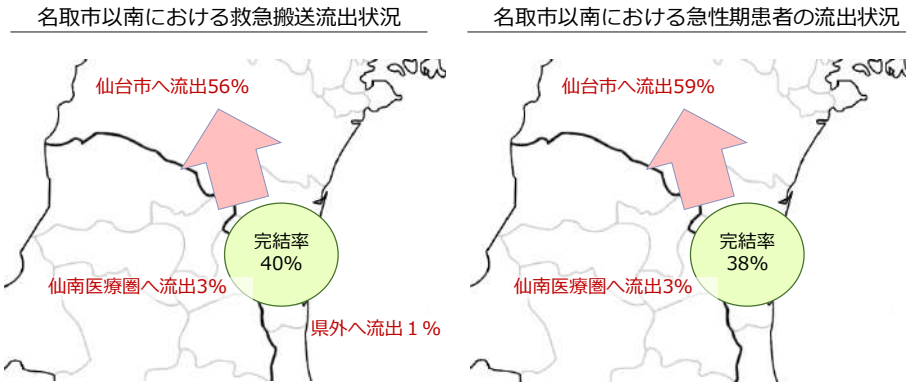 名取市以南における救急搬送流出状況
仙台市へ流出56%
完結率
40%
仙南医療圏へ流出3%
県外へ流出１%
名取市以南における急性期患者の流出状況
仙台市へ流出59%
完結率
38%
仙南医療圏へ流出3%